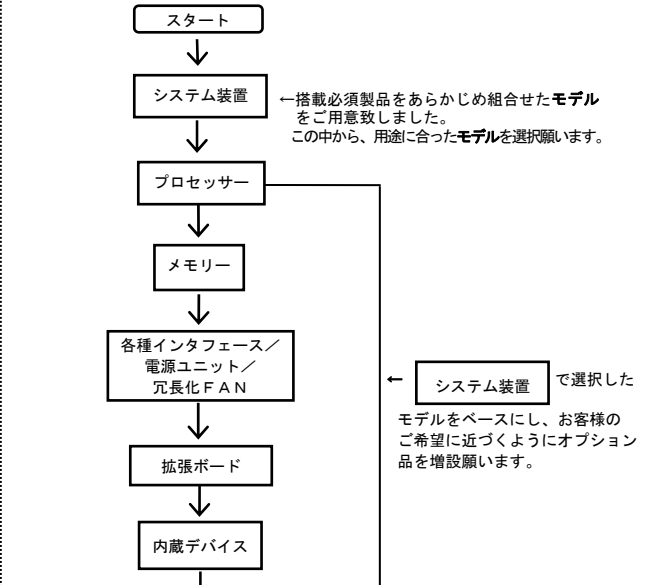 スタート
システム装置
←搭載必須製品をあらかじめ組合せたモデル
をご用意致しました。
この中から、用途に合ったモデルを選択願います。
プロセッサー
メモリー
各種インタフェース／
電源ユニット／
冗長化ＦＡＮ
← システム装置 で選択した
モデルをベースにし、お客様の
ご希望に近づくようにオプション
品を増設願います。
拡張ボード
内蔵デバイス